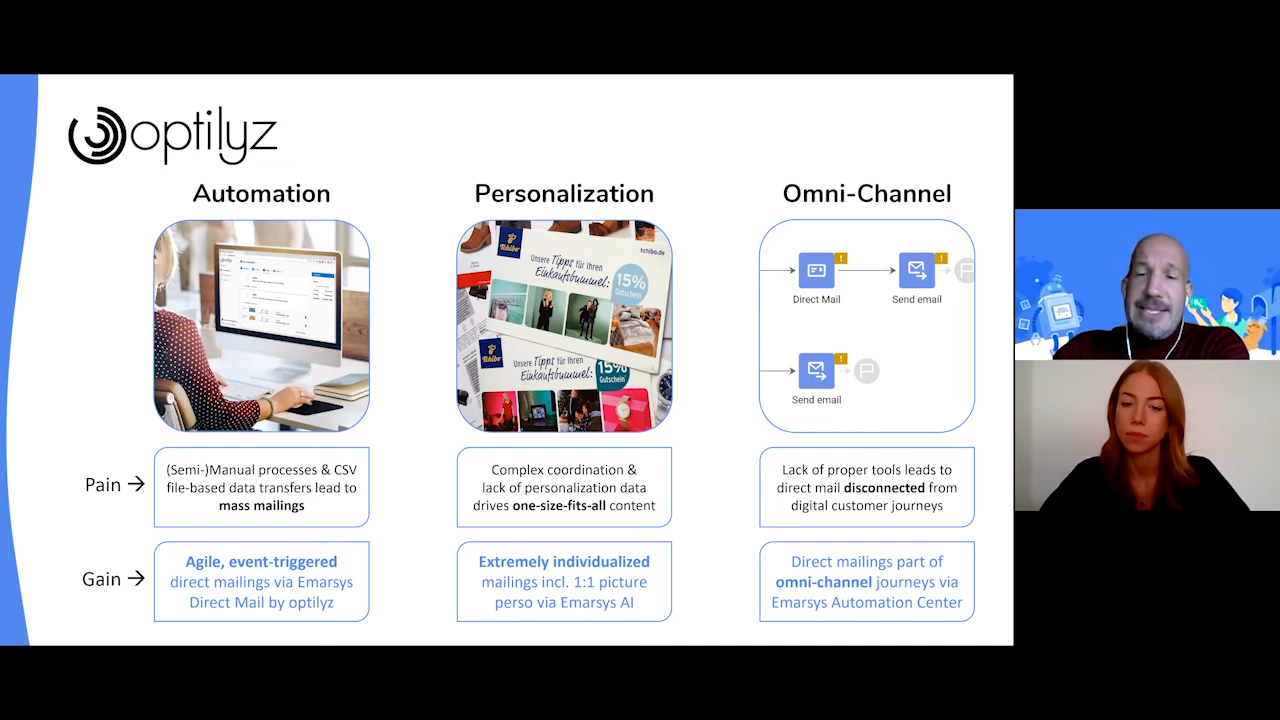 optilyz
Automation
Personalization
Omni-Channel
Tchibo
tchibo.de
Unsere Tipps für Ihren
Einkaufsbummel:
15%
Gutschein
Tchibo
Unsere Tipps für Ihren
Einkaufsbummel:
15%
Gutschein
Direct Mail
Send email
Send email
Pain →
(Semi-)Manual processes & CSV
file-based data transfers lead to
mass mailings
Complex coordination &
lack of personalization data
drives one-size-fits-all content
Lack of proper tools leads to
direct mail disconnected from
digital customer journeys
Gain →
Agile, event-triggered
direct mailings via Emarsys
Direct Mail by optilyz
Extremely individualized
mailings incl. 1:1 picture
perso via Emarsys AI
Direct mailings part of
omni-channel journeys via
Emarsys Automation Center